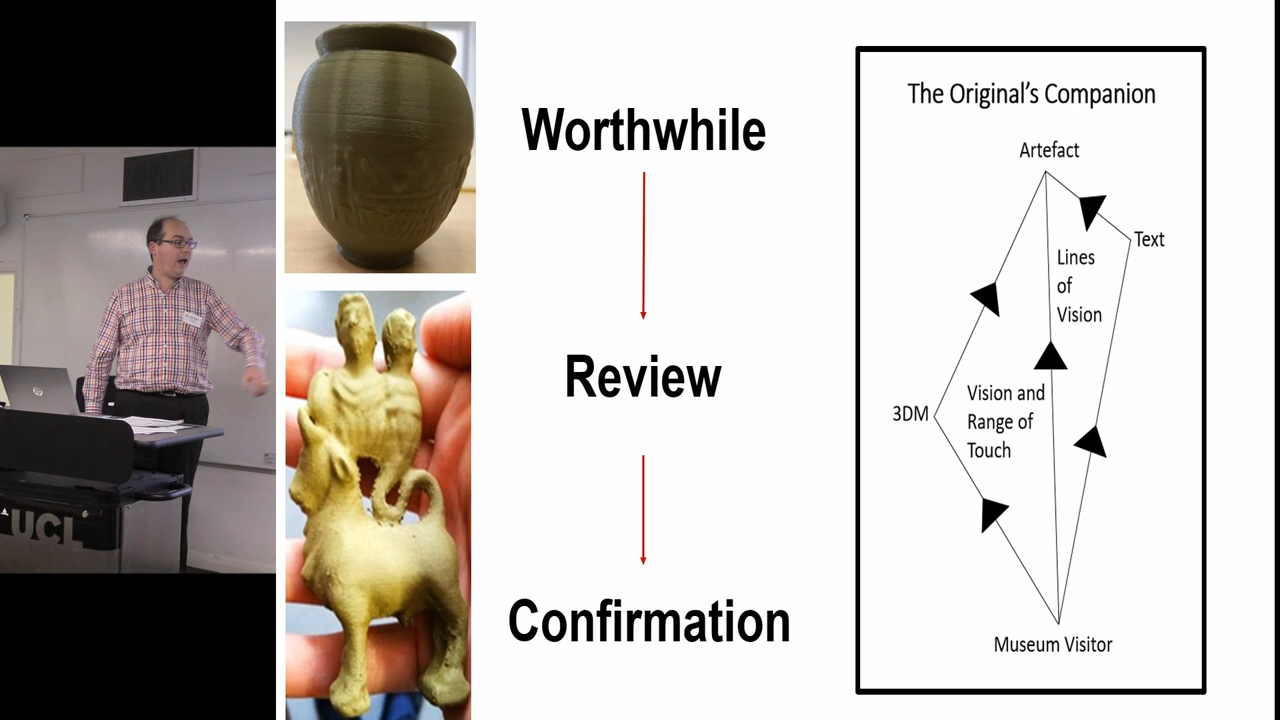 UCL
hp
Worthwhile
Review
Confirmation
The Original's Companion
Artefact
Text
Lines
of
Vision
Vision and
Range of
Touch
3DM
Museum Visitor